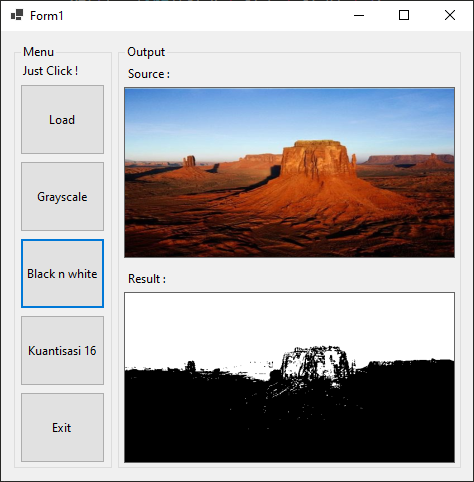 Form1
Menu
Just Click !
Load
Grayscale
Black n white
Kuantisasi 16
Exit
Output
Source :
Result :